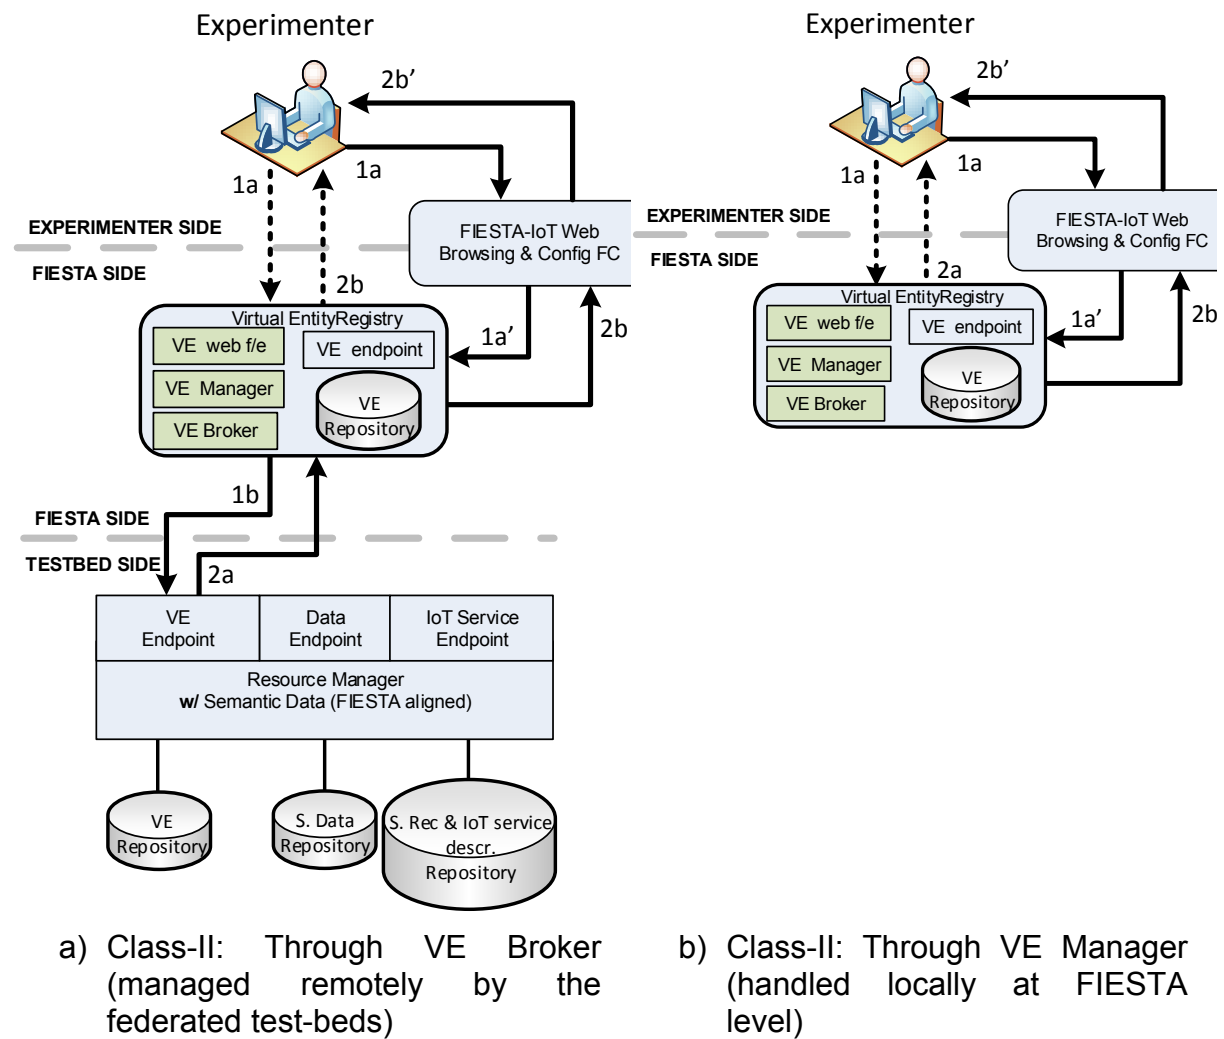 Experimenter
2b’
1a
1a
EXPERIMENTER SIDE
FIESTA SIDE
FIESTA-IoT Web
Browsing & Config FC
2b
1a’
2b
Virtual EntityRegistry
VE web f/e
VE Manager
VE Broker
VE endpoint
VE
Repository
1b
FIESTA SIDE
TESTBED SIDE
2a
VE
Endpoint
Data
Endpoint
IoT Service
Endpoint
Resource Manager
w/ Semantic Data (FIESTA aligned)
VE
Repository
S. Data
Repository
S. Rec & IoT service
descr.
Repository
a) Class-II: Through VE Broker
(managed remotely by the
federated test-beds)
Experimenter
2b’
1a
1a
EXPERIMENTER SIDE
FIESTA SIDE
FIESTA-IoT Web
Browsing & Config FC
2a
1a’
2b
Virtual EntityRegistry
VE web f/e
VE Manager
VE Broker
VE endpoint
VE
Repository
b) Class-II: Through VE Manager
(handled locally at FIESTA
level)